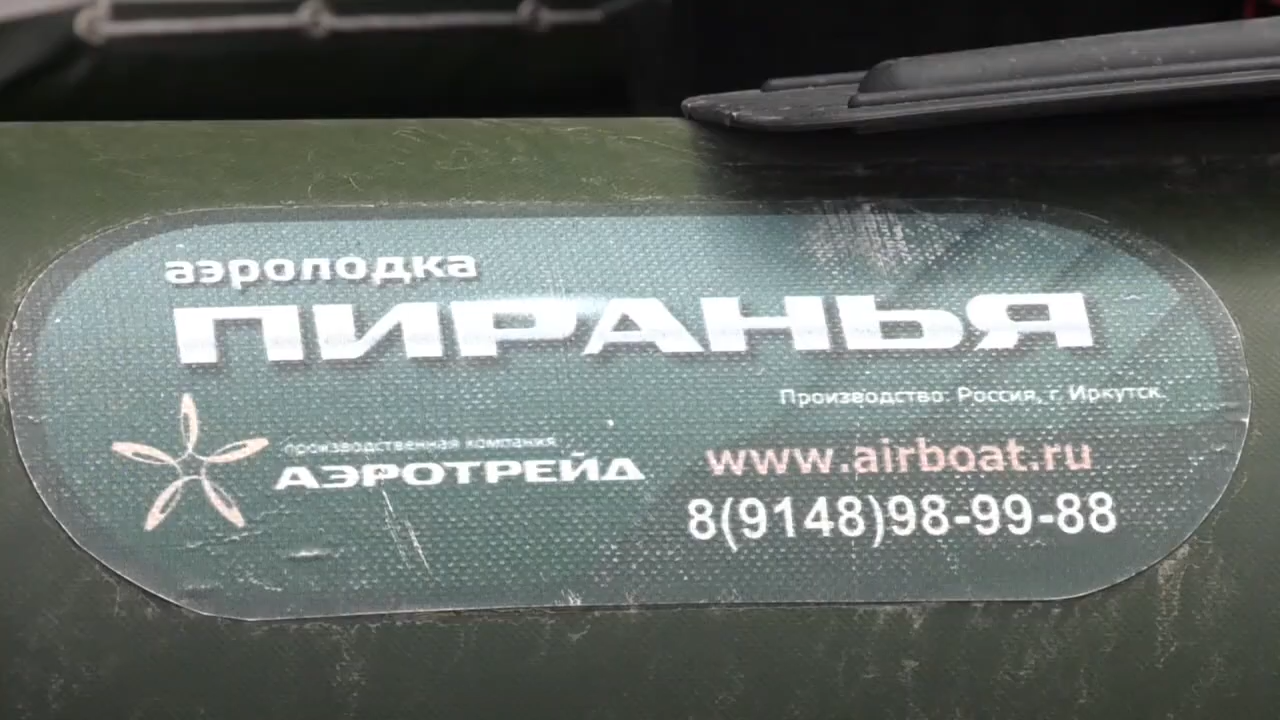 аэролодка
ПИРАНЬЯ
Производство: Россия, г. Иркутск.
производственная компания
АЭРОТРЕЙД
www.airboat.ru
8(9148)98-99-88